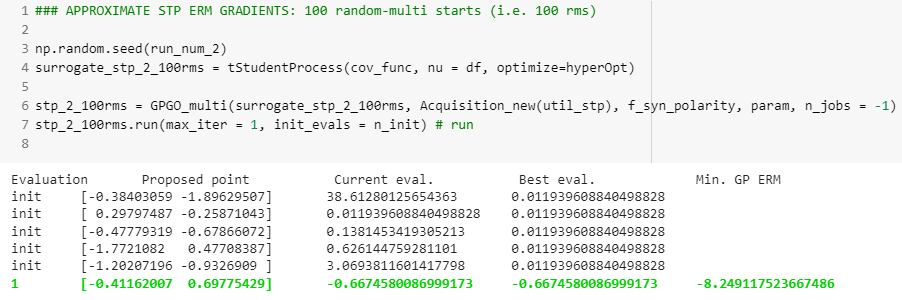 1 ### APPROXIMATE STP ERM GRADIENTS: 100 random-multi starts (i.e. 100 rms)
2
3 np.random.seed(run_num_2)
4 surrogate_stp_2_100rms = tStudentProcess(cov_func, nu = df, optimize=hyperOpt)
5
6 stp_2_100rms = GPGO_multi(surrogate_stp_2_100rms, Acquisition_new(util_stp), f_syn_polarity, param, n_jobs = -1)
7 stp_2_100rms.run(max_iter = 1, init_evals = n_init) # run
8
Evaluation Proposed point Current eval. Best eval. Min. GP ERM
init [-0.38403059 -1.89629507] 38.61280125654363 0.011939608840498828
init [ 0.29797487 -0.25871043] 0.011939608840498828 0.011939608840498828
init [-0.47779319 -0.67866072] 0.1381453419305213 0.011939608840498828
init [-1.7721082 0.47708387] 0.626144759281101 0.011939608840498828
init [-1.20207196 -0.9326909 ] 3.0693811601417798 0.011939608840498828
1 [-0.41162007 0.69775429] -0.6674580086999173 -0.6674580086999173 -8.249117523667486